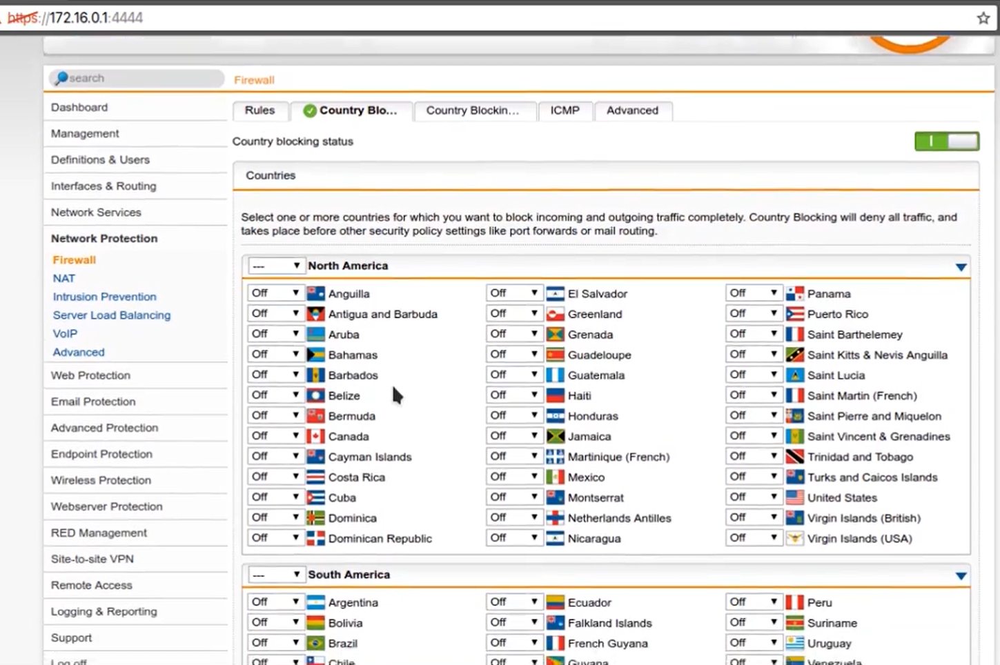 https://172.16.0.1:4444
search
Firewall
Dashboard
Management
Definitions & Users
Interfaces & Routing
Network Services
Network Protection
Firewall
NAT
Intrusion Prevention
Server Load Balancing
VoIP
Advanced
Web Protection
Email Protection
Advanced Protection
Endpoint Protection
Wireless Protection
Webserver Protection
RED Management
Site-to-site VPN
Remote Access
Logging & Reporting
Support
Log off
Rules Country Blo... Country Blockin... ICMP Advanced
Country blocking status
Countries
Select one or more countries for which you want to block incoming and outgoing traffic completely. Country Blocking will deny all traffic, and
takes place before other security policy settings like port forwards or mail routing.
--- North America
Off Anguilla Off El Salvador Off Panama
Off Antigua and Barbuda Off Greenland Off Puerto Rico
Off Aruba Off Grenada Off Saint Barthelemey
Off Bahamas Off Guadeloupe Off Saint Kitts & Nevis Anguilla
Off Barbados Off Guatemala Off Saint Lucia
Off Belize Off Haiti Off Saint Martin (French)
Off Bermuda Off Honduras Off Saint Pierre and Miquelon
Off Canada Off Jamaica Off Saint Vincent & Grenadines
Off Cayman Islands Off Martinique (French) Off Trinidad and Tobago
Off Costa Rica Off Mexico Off Turks and Caicos Islands
Off Cuba Off Montserrat Off United States
Off Dominica Off Netherlands Antilles Off Virgin Islands (British)
Off Dominican Republic Off Nicaragua Off Virgin Islands (USA)
--- South America
Off Argentina Off Ecuador Off Peru
Off Bolivia Off Falkland Islands Off Suriname
Off Brazil Off French Guyana Off Uruguay
Off Chile Off Guyana Off Venezuela